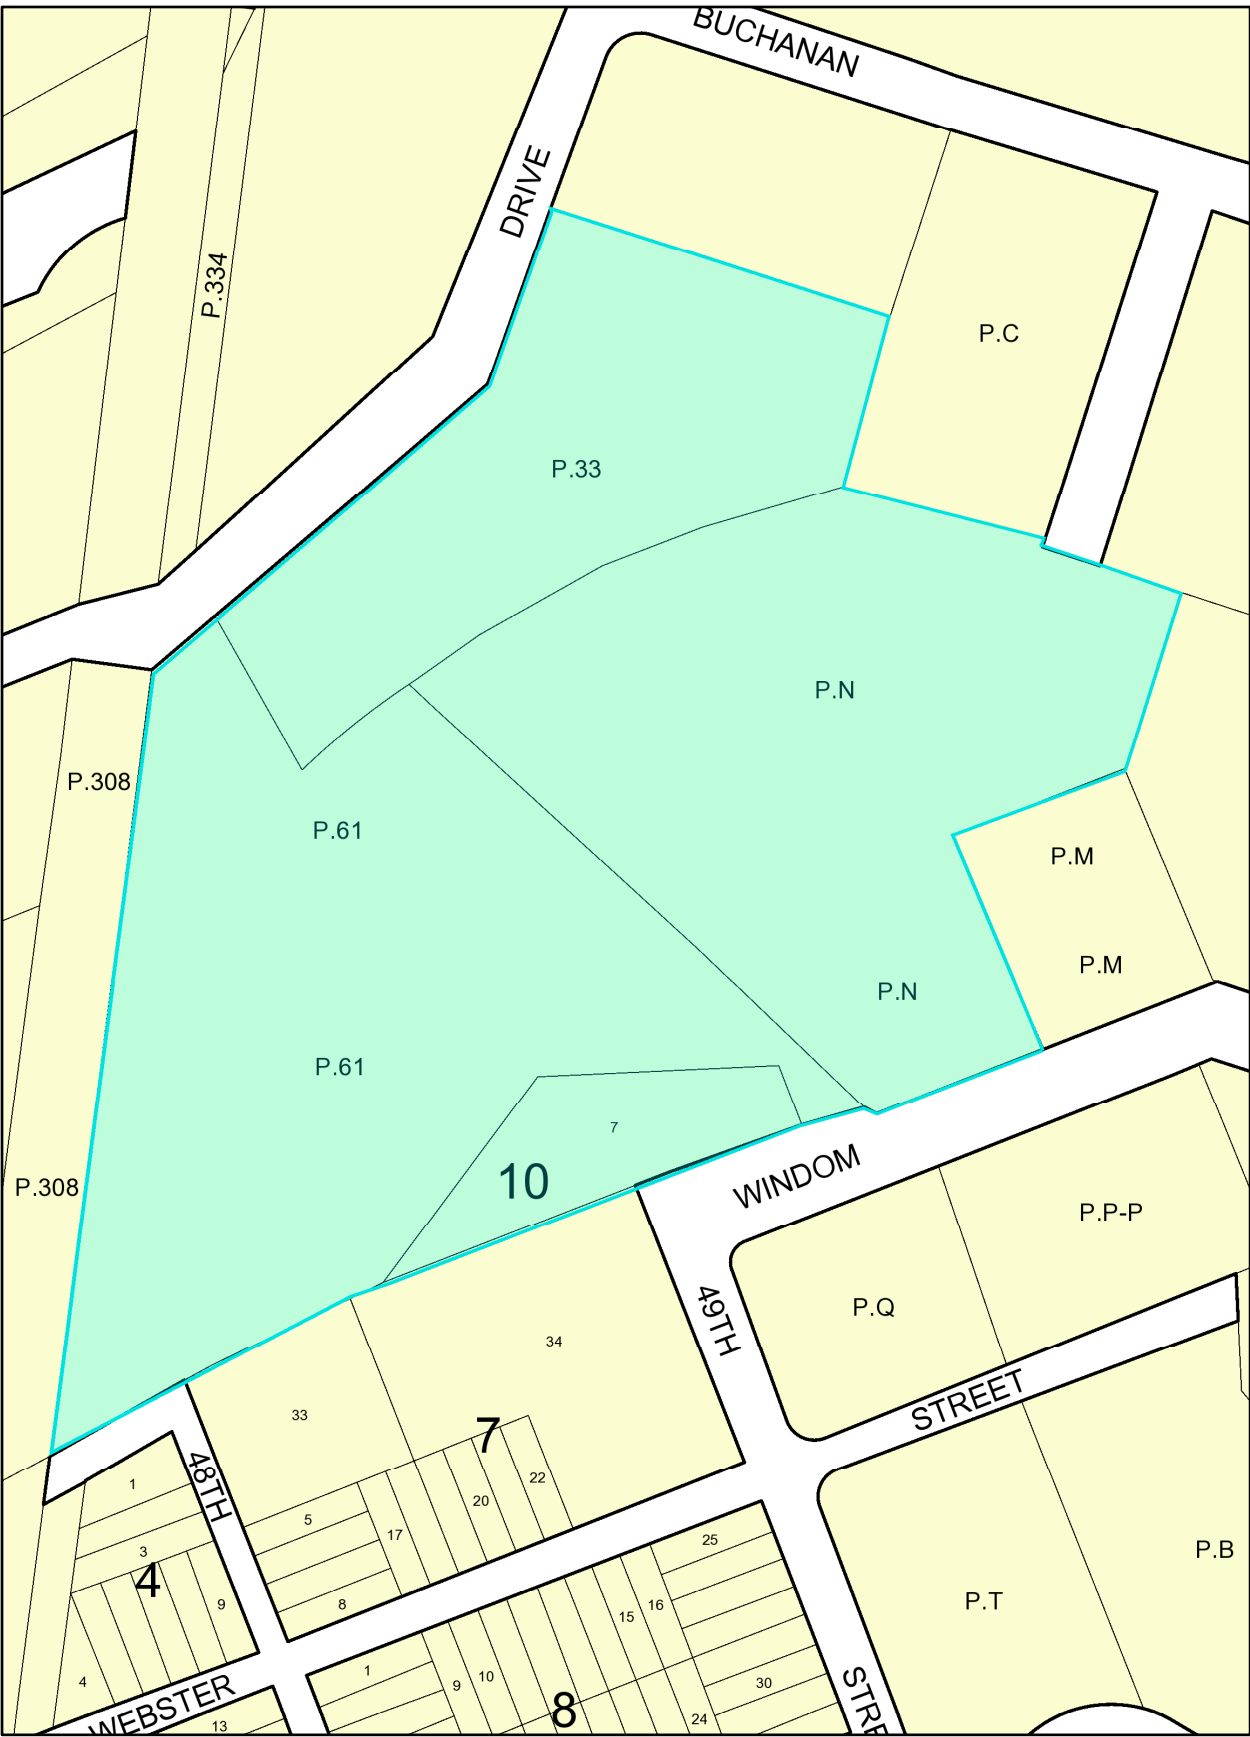 BUCHANAN
DRIVE
P.334
P.C
P.33
P.N
P.308
P.61
P.M
P.M
P.N
P.61
7
10
P.308
WINDOM
P.P-P
P.Q
49TH
34
STREET
33
7
48TH
1
22
20
5
17
25
3
4
P.B
9
8
16
15
P.T
1
10
9
4
30
STRE
WEBSTER
8
24
13